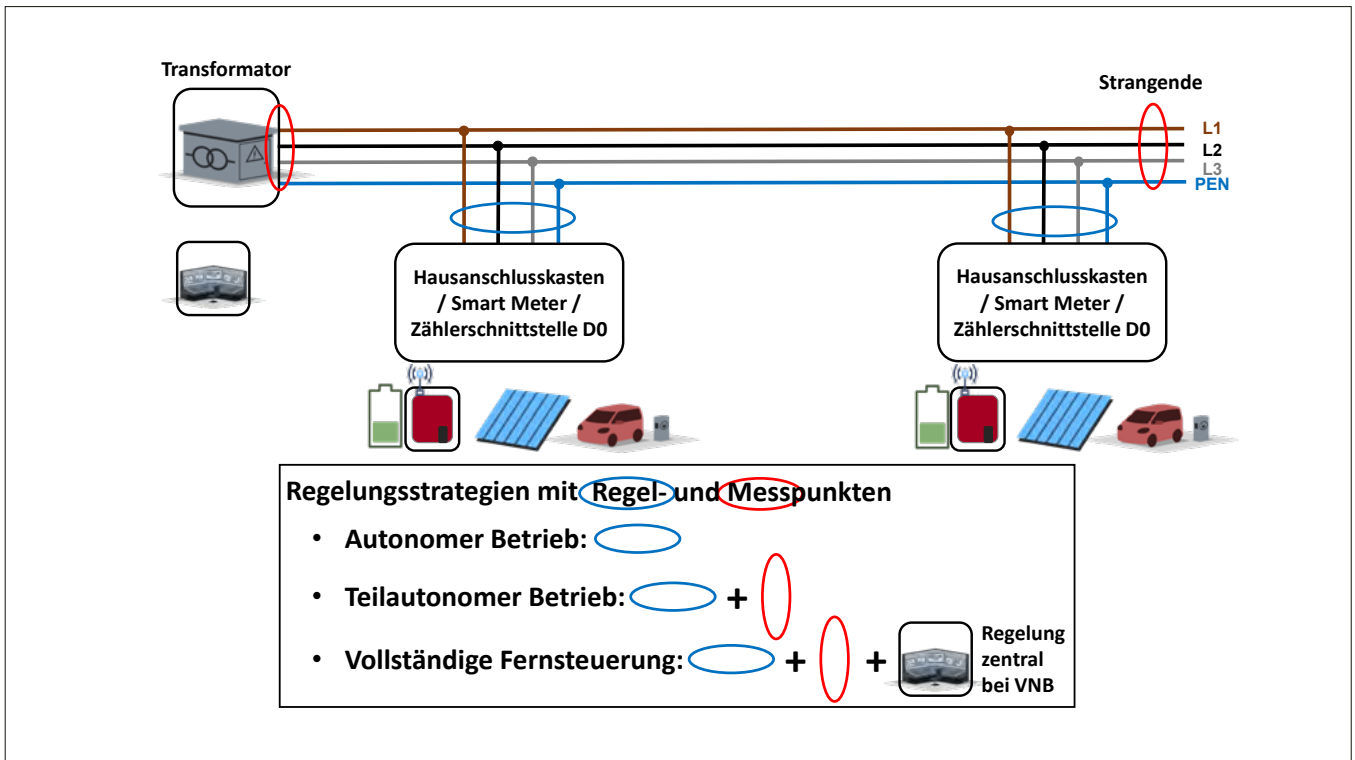 Transformator
Strangende
L1
L2
L3
PEN
Hausanschlusskasten
/ Smart Meter /
Zählerschnittstelle D0
Hausanschlusskasten
/ Smart Meter /
Zählerschnittstelle D0
Regelungsstrategien mit Regel- und Messpunkten
• Autonomer Betrieb:
• Teilautonomer Betrieb: +
• Vollständige Fernsteuerung: + +
Regelung
zentral
bei VNB